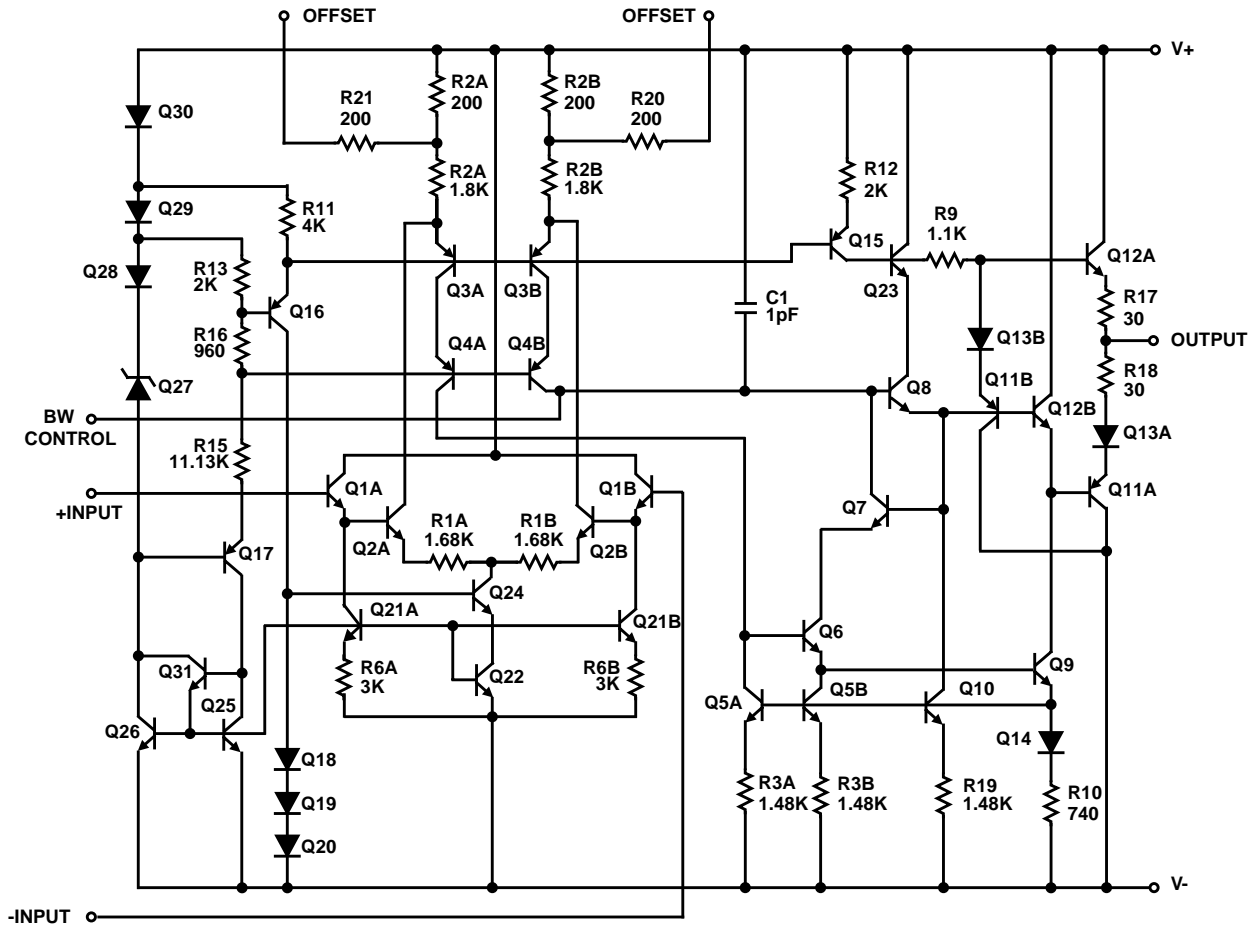 OFFSET
OFFSET
V+
R2A
200
R2B
200
R21
200
R20
200
Q30
R2A
1.8K
R2B
1.8K
R12
2K
Q29
R11
4K
R9
1.1K
Q15
Q28
R13
2K
Q12A
Q3A
Q3B
Q23
Q16
C1
1pF
R17
30
R16
960
Q4A
Q4B
Q13B
OUTPUT
Q27
Q11B
R18
30
Q8
BW
CONTROL
Q12B
Q13A
R15
11.13K
Q1A
Q1B
Q11A
+INPUT
Q7
R1A
1.68K
R1B
1.68K
Q2A
Q2B
Q17
Q24
Q21A
Q21B
Q6
Q31
R6A
3K
Q22
R6B
3K
Q25
Q5A
Q5B
Q10
Q9
Q26
Q14
Q18
R3A
1.48K
R3B
1.48K
R19
1.48K
R10
740
Q19
Q20
V-
-INPUT